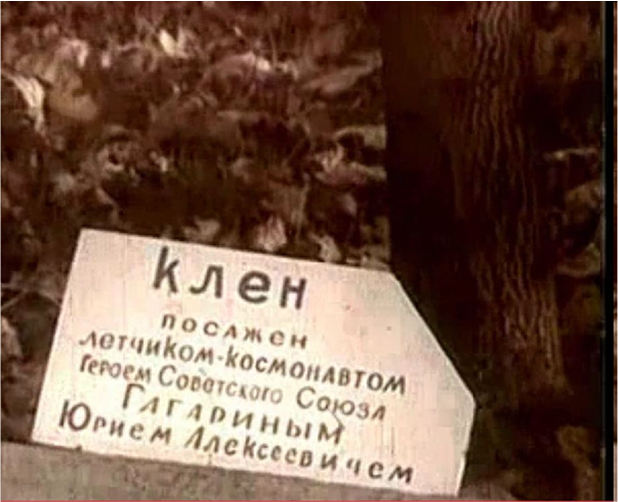 клен
посажен
летчиком-космонавтом
Героем Советского Союза
Гагариным
Юрием Алексеевичем